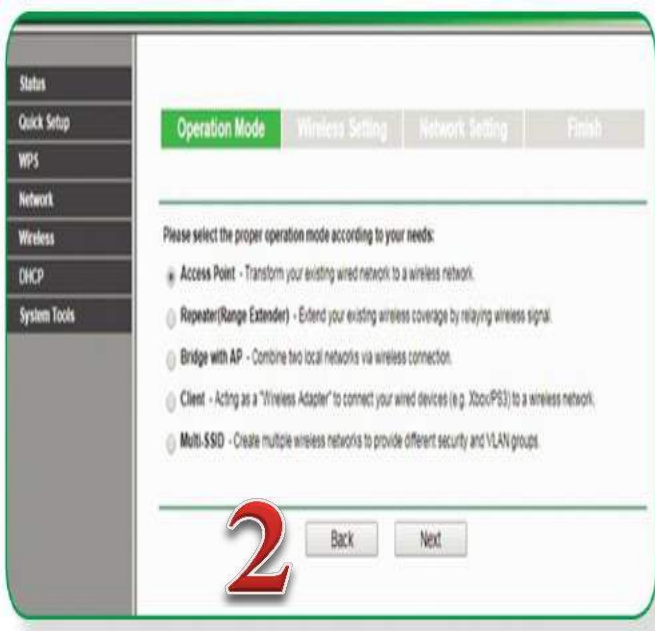 Status
Quick Setup
WPS
Network
Wireless
DHCP
System Tools
Operation Mode
Wireless Setting
Network Setting
Finish
Please select the proper operation mode according to your needs:
Access Point - Transform your existing wired network to a wireless network.
Repeater(Range Extender) - Extend your existing wireless coverage by relaying wireless signal.
Bridge with AP - Combine two local networks via wireless connection.
Client - Acting as a "Wireless Adapter" to connect your wired devices (e.g. Xbox/PS3) to a wireless network.
Multi-SSID - Create multiple wireless networks to provide different security and VLAN groups.
2
Back
Next